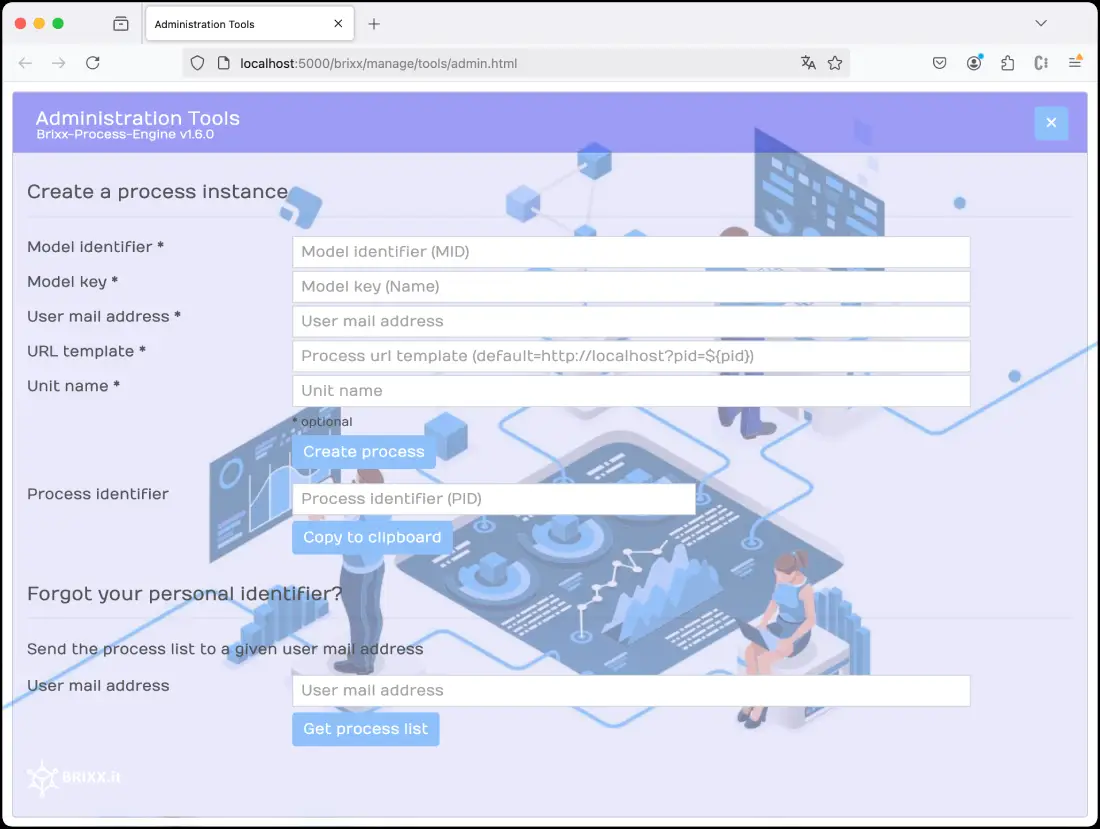 Administration Tools
localhost:5000/brixx/manage/tools/admin.html
Administration Tools
Brixx-Process-Engine v1.6.0
Create a process instance
Model identifier * Model identifier (MID)
Model key * Model key (Name)
User mail address * User mail address
URL template * Process url template (default=http://localhost?pid=${pid})
Unit name * Unit name
* optional
Create process
Process identifier Process identifier (PID)
Copy to clipboard
Forgot your personal identifier?
Send the process list to a given user mail address
User mail address User mail address
Get process list
BRIXX.it